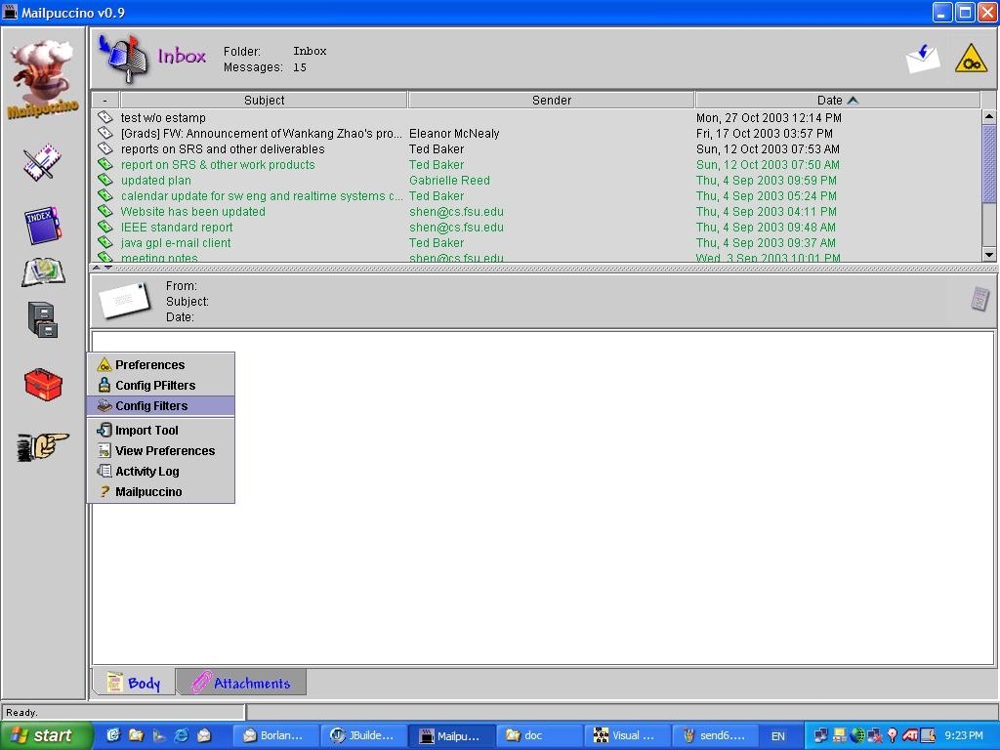 Mailpuccino v0.9
Mailpuccino
Inbox
Folder: Inbox
Messages: 15
- Subject Sender Date
test w/o estamp Mon, 27 Oct 2003 12:14 PM
[Grads] FW: Announcement of Wankang Zhao's pro... Eleanor McNealy Fri, 17 Oct 2003 03:57 PM
reports on SRS and other deliverables Ted Baker Sun, 12 Oct 2003 07:53 AM
report on SRS & other work products Ted Baker Sun, 12 Oct 2003 07:50 AM
updated plan Gabrielle Reed Thu, 4 Sep 2003 09:59 PM
calendar update for sw eng and realtime systems c... Ted Baker Thu, 4 Sep 2003 05:24 PM
Website has been updated shen@cs.fsu.edu Thu, 4 Sep 2003 04:11 PM
IEEE standard report shen@cs.fsu.edu Thu, 4 Sep 2003 09:48 AM
java gpl e-mail client Ted Baker Thu, 4 Sep 2003 09:37 AM
meeting notes shen@cs.fsu.edu Wed, 3 Sep 2003 10:01 PM
INDEX
From:
Subject:
Date:
Preferences
Config PFilters
Config Filters
Import Tool
View Preferences
Activity Log
? Mailpuccino
Body Attachments
Ready.
start Borlan... JBuilde... Mailpu... doc Visual ... send6.... EN 9:23 PM